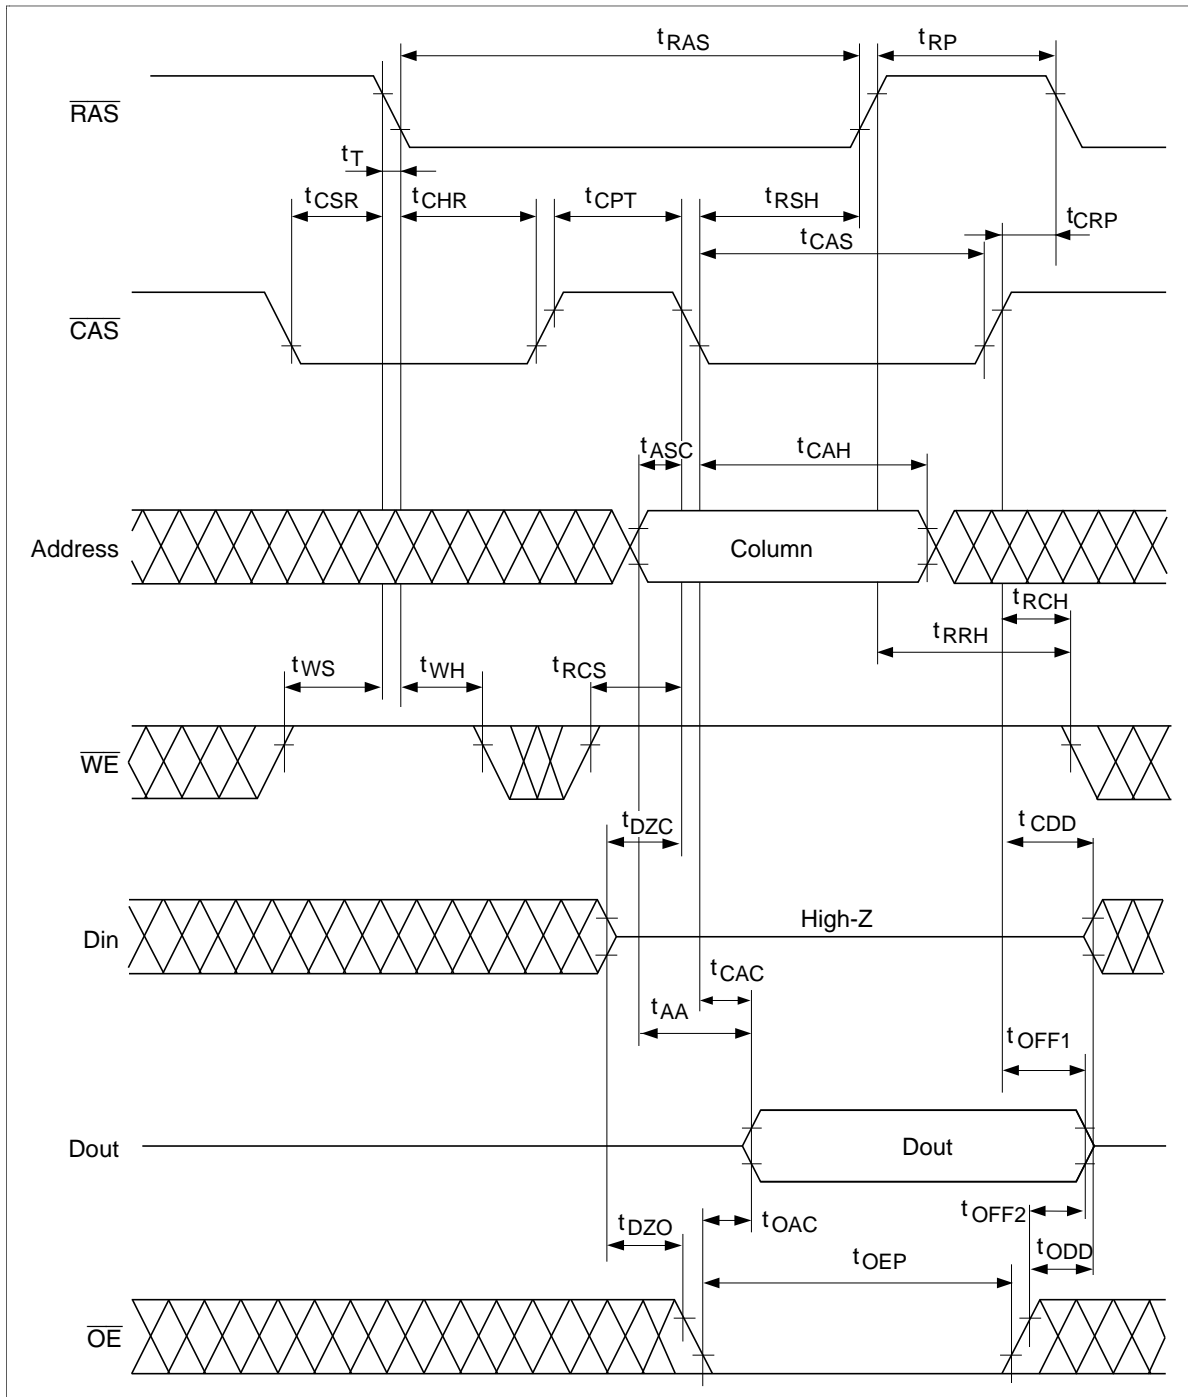 tRAS
tRP
RAS
tT
tCSR
tCHR
tCPT
tRSH
tCRP
tCAS
CAS
tASC
tCAH
Address
Column
tRCH
tRRH
tWS
tWH
tRCS
WE
tDZC
tCDD
Din
High-Z
tCAC
tAA
tOFF1
Dout
Dout
tDZO
tOAC
tOFF2
tODD
tOEP
OE